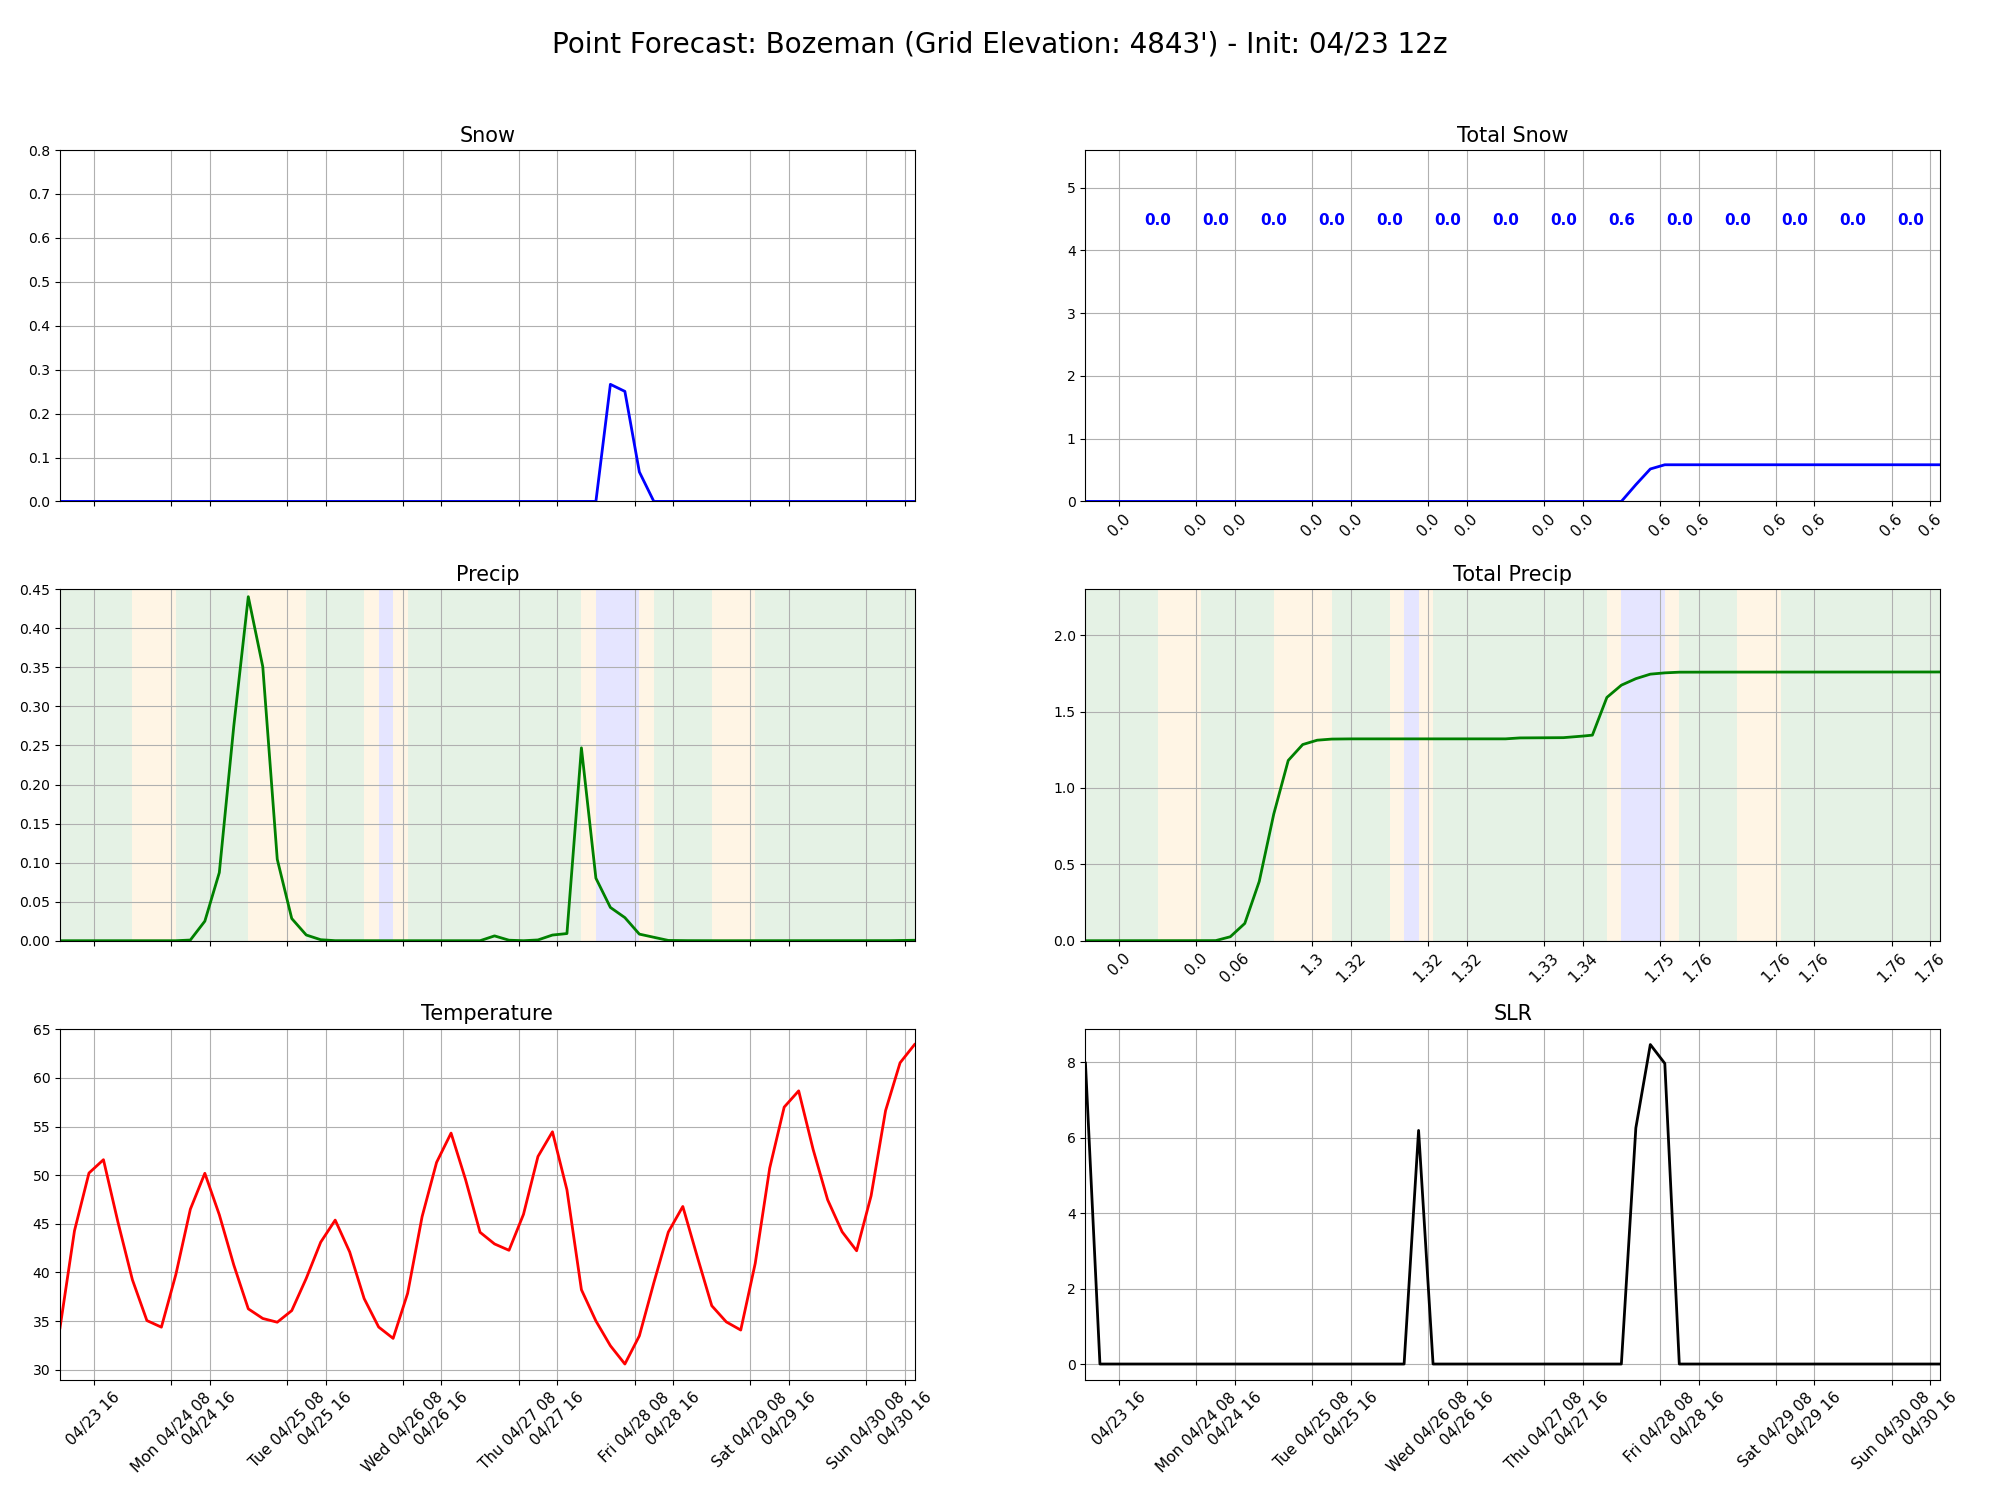 Point Forecast: Bozeman (Grid Elevation: 4843') - Init: 04/23 12z
Snow
0.8
0.7
0.6
0.5
0.4
0.3
0.2
0.1
0.0
Total Snow
5
4
3
2
1
0
0.0 0.0 0.0 0.0 0.0 0.0 0.0 0.0 0.6 0.0 0.0 0.0 0.0 0.0
0.0 0.0 0.0 0.0 0.0 0.0 0.0 0.0 0.0 0.6 0.6 0.6 0.6 0.6 0.6
Precip
0.45
0.40
0.35
0.30
0.25
0.20
0.15
0.10
0.05
0.00
Total Precip
2.0
1.5
1.0
0.5
0.0
0.0 0.0 0.06 1.3 1.32 1.32 1.32 1.33 1.34 1.75 1.76 1.76 1.76 1.76 1.76
Temperature
65
60
55
50
45
40
35
30
04/23 16
Mon 04/24 08
04/24 16
Tue 04/25 08
04/25 16
Wed 04/26 08
04/26 16
Thu 04/27 08
04/27 16
Fri 04/28 08
04/28 16
Sat 04/29 08
04/29 16
Sun 04/30 08
04/30 16
SLR
8
6
4
2
0
04/23 16
Mon 04/24 08
04/24 16
Tue 04/25 08
04/25 16
Wed 04/26 08
04/26 16
Thu 04/27 08
04/27 16
Fri 04/28 08
04/28 16
Sat 04/29 08
04/29 16
Sun 04/30 08
04/30 16